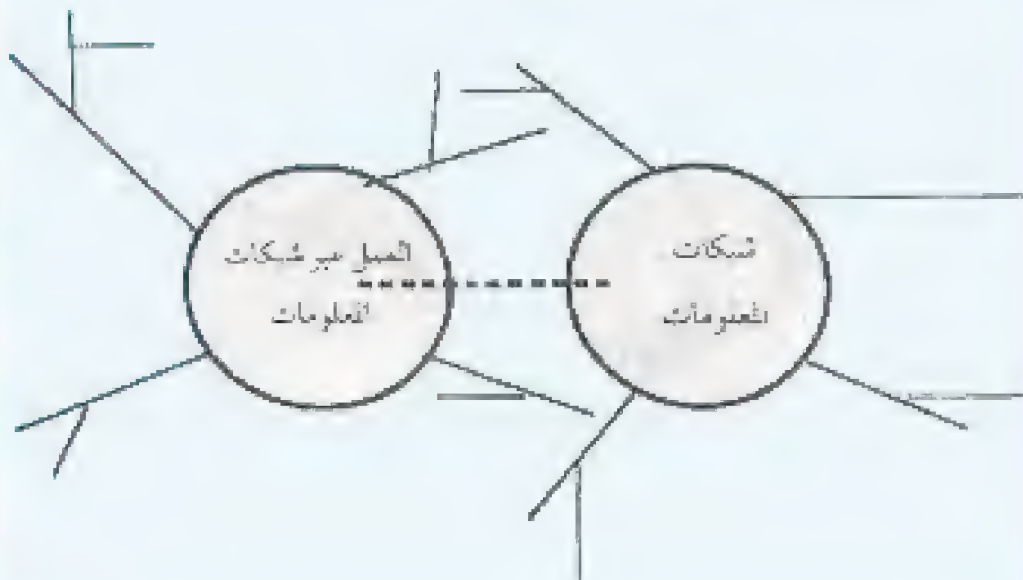 شبكات
المعلومات
العمل عبر شبكات
المعلومات